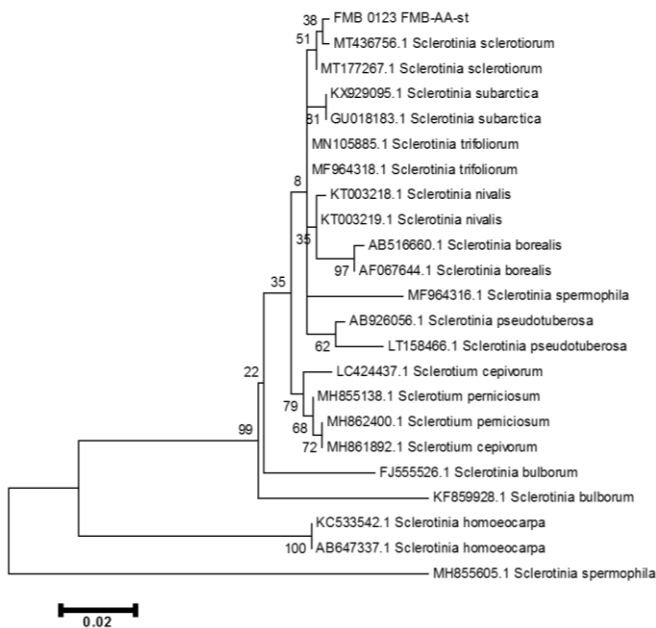 38
FMB 0123 FMB-AA-st
51
MT436756.1 Sclerotinia sclerotiorum
MT177267.1 Sclerotinia sclerotiorum
KX929095.1 Sclerotinia subarctica
81
GU018183.1 Sclerotinia subarctica
MN105885.1 Sclerotinia trifoliorum
MF964318.1 Sclerotinia trifoliorum
8
KT003218.1 Sclerotinia nivalis
KT003219.1 Sclerotinia nivalis
35
AB516660.1 Sclerotinia borealis
97
AF067644.1 Sclerotinia borealis
35
MF964316.1 Sclerotinia spermophila
AB926056.1 Sclerotinia pseudotuberosa
62
LT158466.1 Sclerotinia pseudotuberosa
22
LC424437.1 Sclerotium cepivorum
MH855138.1 Sclerotium perniciosum
79
MH862400.1 Sclerotium perniciosum
68
99
72
MH861892.1 Sclerotium cepivorum
FJ555526.1 Sclerotinia bulborum
KF859928.1 Sclerotinia bulborum
KC533542.1 Sclerotinia homoeocarpa
100
AB647337.1 Sclerotinia homoeocarpa
MH855605.1 Sclerotinia spermophila
0.02